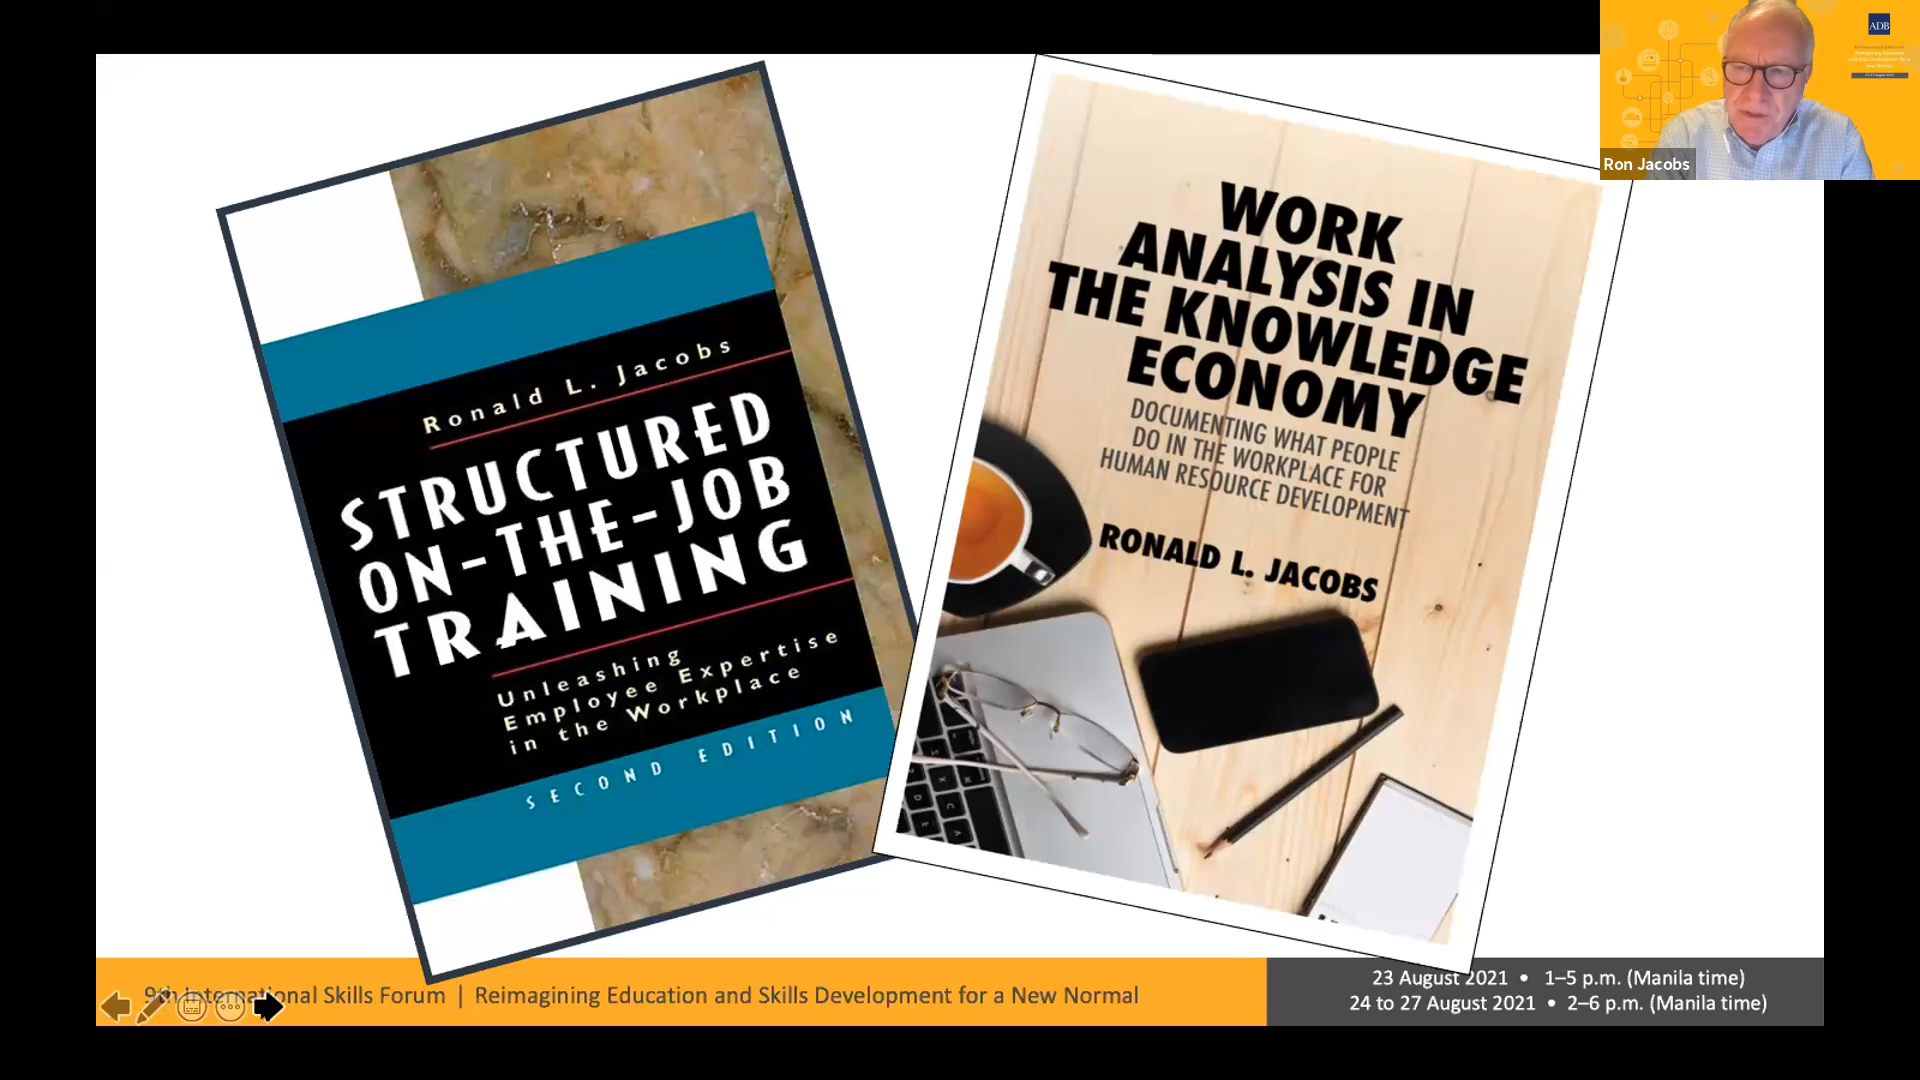 Ronald L. Jacobs
STRUCTURED
ON-THE-JOB
TRAINING
Unleashing
Employee Expertise
in the Workplace
SECOND EDITION
WORK
ANALYSIS IN
THE KNOWLEDGE
ECONOMY
DOCUMENTING WHAT PEOPLE
DO IN THE WORKPLACE FOR
HUMAN RESOURCE DEVELOPMENT
RONALD L. JACOBS
ADB
Ron Jacobs
9th International Skills Forum | Reimagining Education and Skills Development for a New Normal
23 August 2021 • 1–5 p.m. (Manila time)
24 to 27 August 2021 • 2–6 p.m. (Manila time)